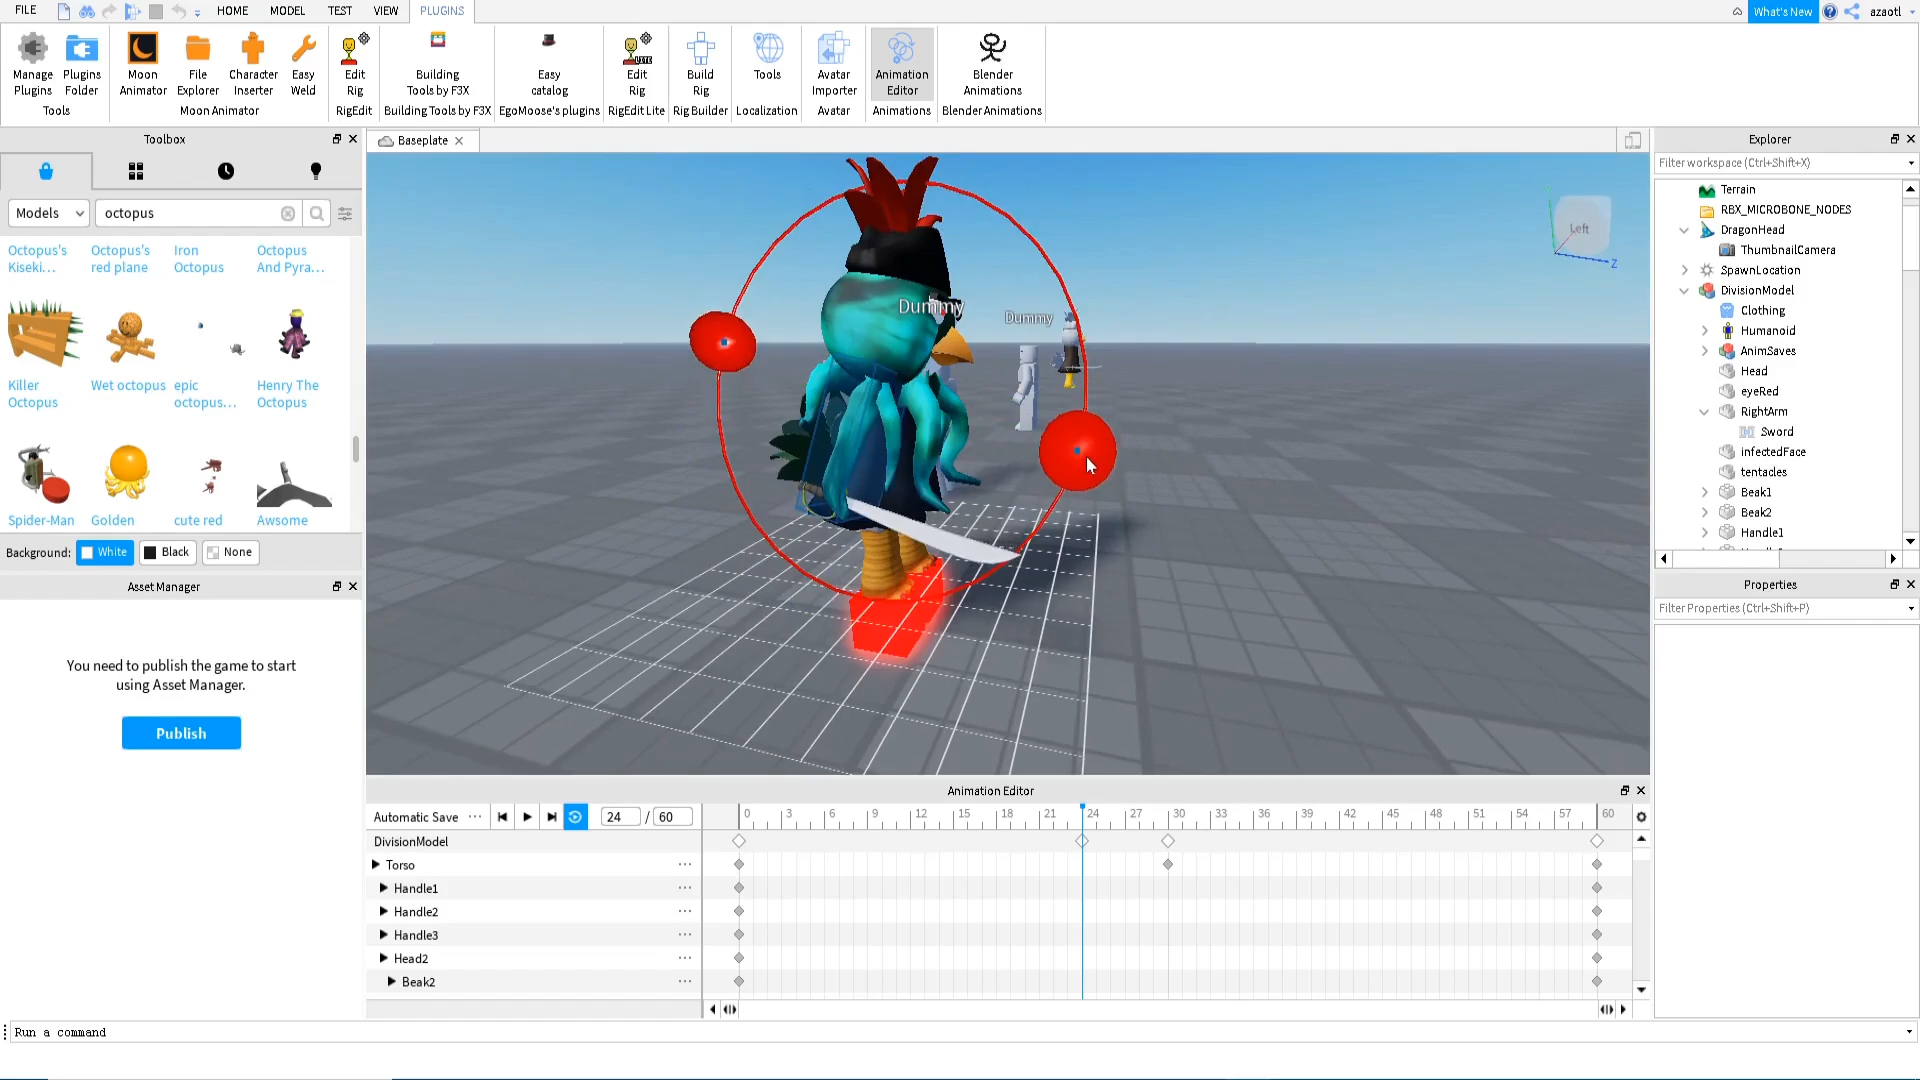 FILE HOME MODEL TEST VIEW PLUGINS What's New azaotl
Manage Plugins
Plugins Folder
Moon Animator
File Explorer
Character Inserter
Easy Weld
Edit Rig
Building Tools by F3X
Easy catalog
Edit Rig
LITE
Build Rig
Tools
Avatar Importer
Animation Editor
Blender Animations
Tools Moon Animator RigEdit Building Tools by F3X EgoMoose's plugins RigEdit Lite Rig Builder Localization Avatar Animations Blender Animations
Toolbox
Models octopus
Octopus's Kiseki...
Octopus's red plane
Iron Octopus
Octopus And Pyra...
Killer Octopus
Wet octopus
epic octopus...
Henry The Octopus
Spider-Man Golden cute red Awsome
Background: White Black None
Asset Manager
You need to publish the game to start
using Asset Manager.
Publish
Baseplate
Dummy
Dummy
Left
Z
Explorer
Filter workspace (Ctrl+Shift+X)
Terrain
RBX_MICROBONE_NODES
DragonHead
ThumbnailCamera
SpawnLocation
DivisionModel
Clothing
Humanoid
AnimSaves
Head
eyeRed
RightArm
Sword
infectedFace
tentacles
Beak1
Beak2
Handle1
Properties
Filter Properties (Ctrl+Shift+P)
Animation Editor
Automatic Save ··· 24 / 60
0 3 6 9 12 15 18 21 24 27 30 33 36 39 42 45 48 51 54 57 60
DivisionModel
Torso
Handle1
Handle2
Handle3
Head2
Beak2
Run a command